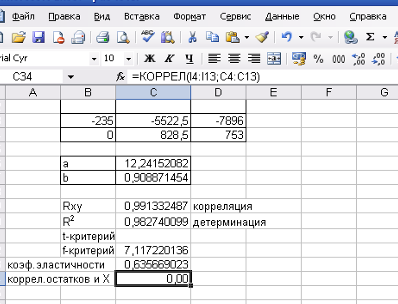 Файл Правка Вид Вставка Формат Сервис Данные Окно Справка
Σ
rial Cyr 10 Ж К Ч % 000
C34 fx =КОРРЕЛ(I4:I13;C4:C13)
A B C D E F G
-235 -5522,5 -7896
0 828,5 753
a 12,24152082
b 0,908871454
Rxy 0,991332487 корреляция
R² 0,982740099 детерминация
t-критерий
f-критерий 7,117220136
коэф.эластичности 0,635669023
коррел.остатков и X 0,00